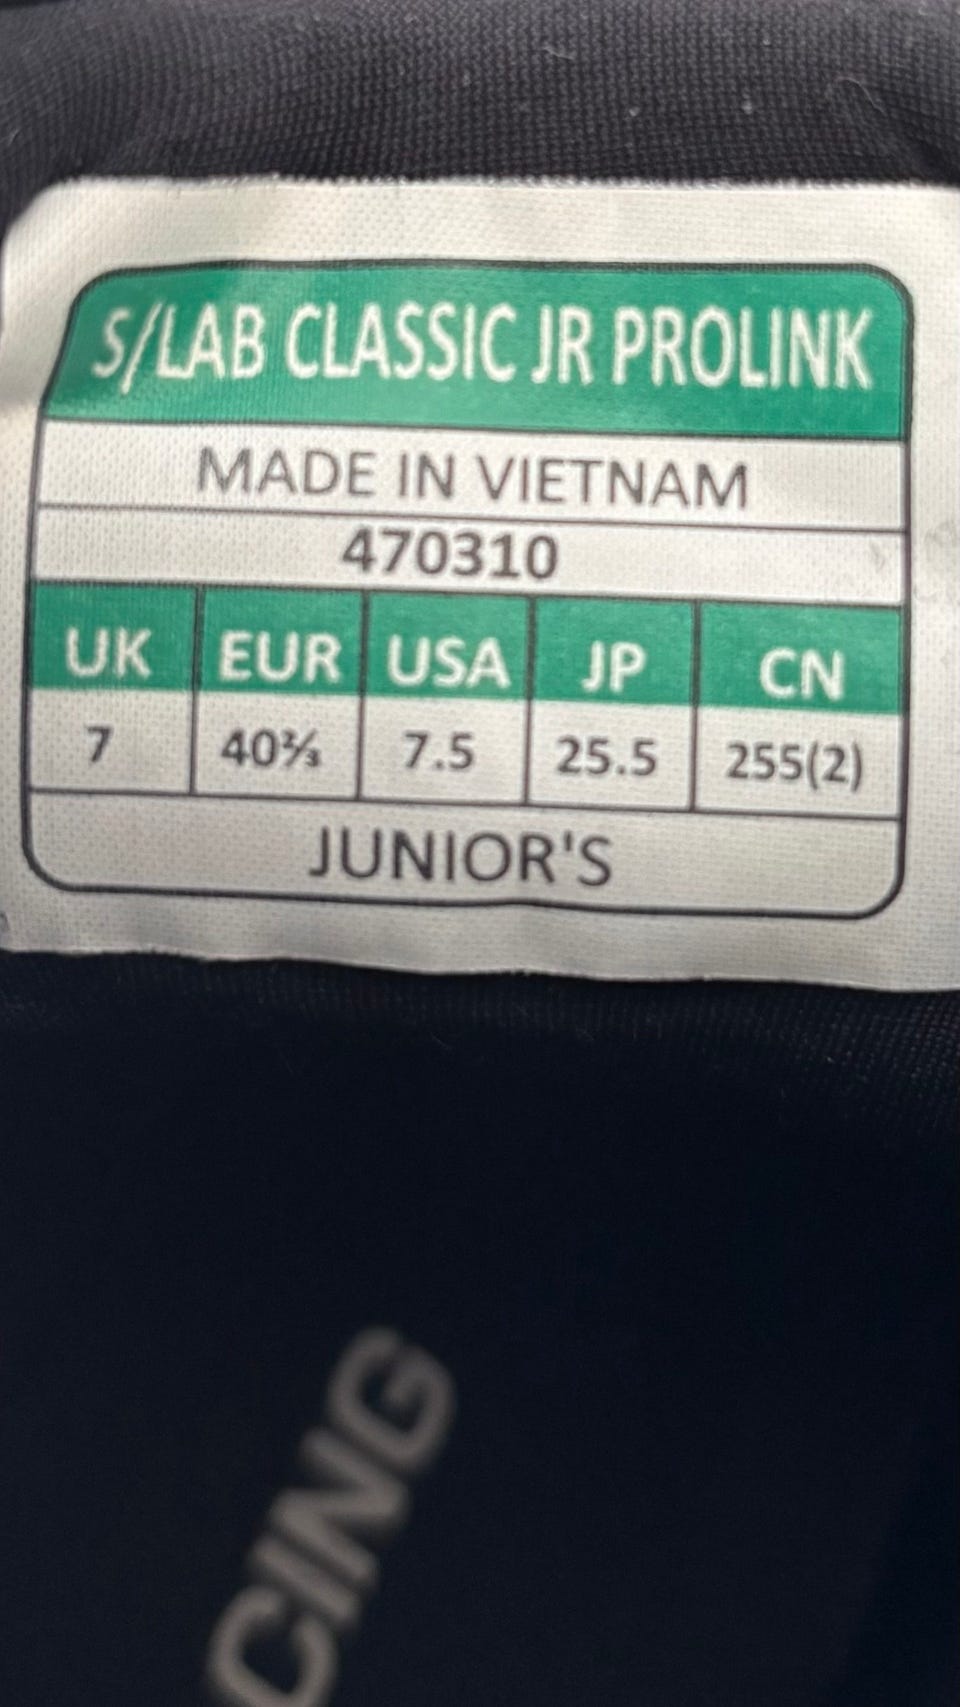 S/LAB CLASSIC JR PROLINK
MADE IN VIETNAM
470310
UK EUR USA JP CN
7 40⅔ 7.5 25.5 255(2)
JUNIOR'S
CING